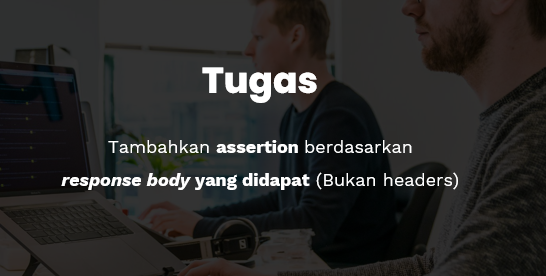 Tugas
Tambahkan assertion berdasarkan
response body yang didapat (Bukan headers)